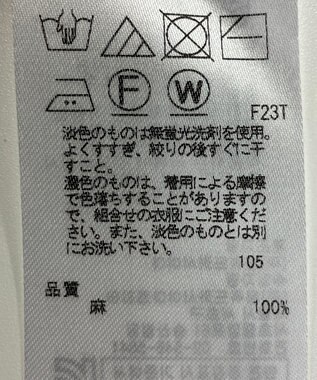 F
W
F23T
淡色のものは無蛍光洗剤を使用。
よくすすぎ、絞りの後すぐに干
すこと。
濃色のものは、着用による摩擦
で色落ちすることがありますの
で、組合せの衣服にご注意くだ
さい。また、淡色のものとは別
にお洗い下さい。
105
品質
麻 100%